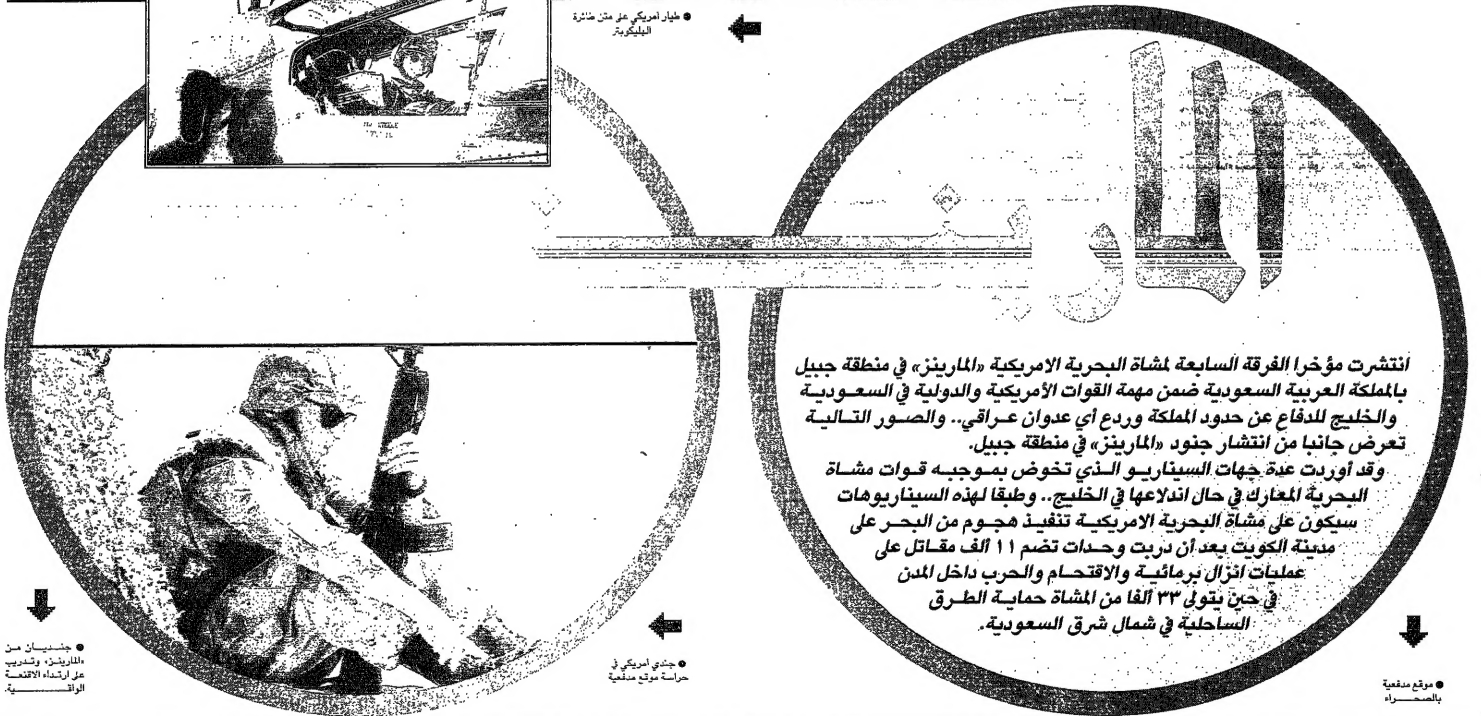 ● طيار أمريكي على متن طائرة
الهليكوبتر
المارينز
انتشرت مؤخرا الفرقة السابعة لمشاة البحرية الامريكية «المارينز» في منطقة جبيل
بالمملكة العربية السعودية ضمن مهمة القوات الأمريكية والدولية في السعودية
والخليج للدفاع عن حدود المملكة وردع أي عدوان عراقي.. والصور التالية
تعرض جانبا من انتشار جنود «المارينز» في منطقة جبيل.
وقد أوردت عدة جهات السيناريو الذي تخوض بموجبه قوات مشاة
البحرية المعارك في حال اندلاعها في الخليج.. وطبقا لهذه السيناريوهات
سيكون على مشاة البحرية الامريكية تنفيذ هجوم من البحر على
مدينة الكويت بعد أن دربت وحدات تضم ١١ ألف مقاتل على
عمليات انزال برمائية والاقتحام والحرب داخل المدن
في حين يتولى ٣٣ ألفا من المشاة حماية الطرق
الساحلية في شمال شرق السعودية.
● موقع مدفعية
بالصحراء
● جندي أمريكي في
حراسة موقع مدفعية
● جنديان من
«المارينز» وتدريب
على ارتداء الاقنعة
الواقية.